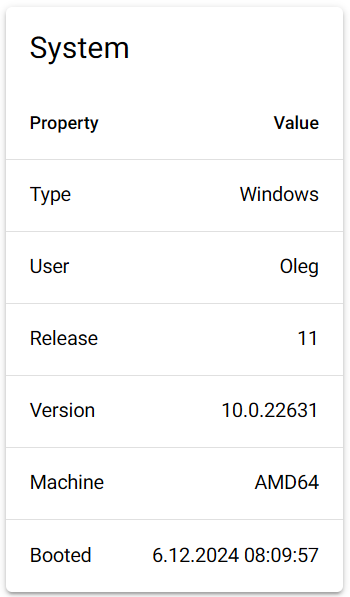 System
Property Value
Type Windows
User Oleg
Release 11
Version 10.0.22631
Machine AMD64
Booted 6.12.2024 08:09:57